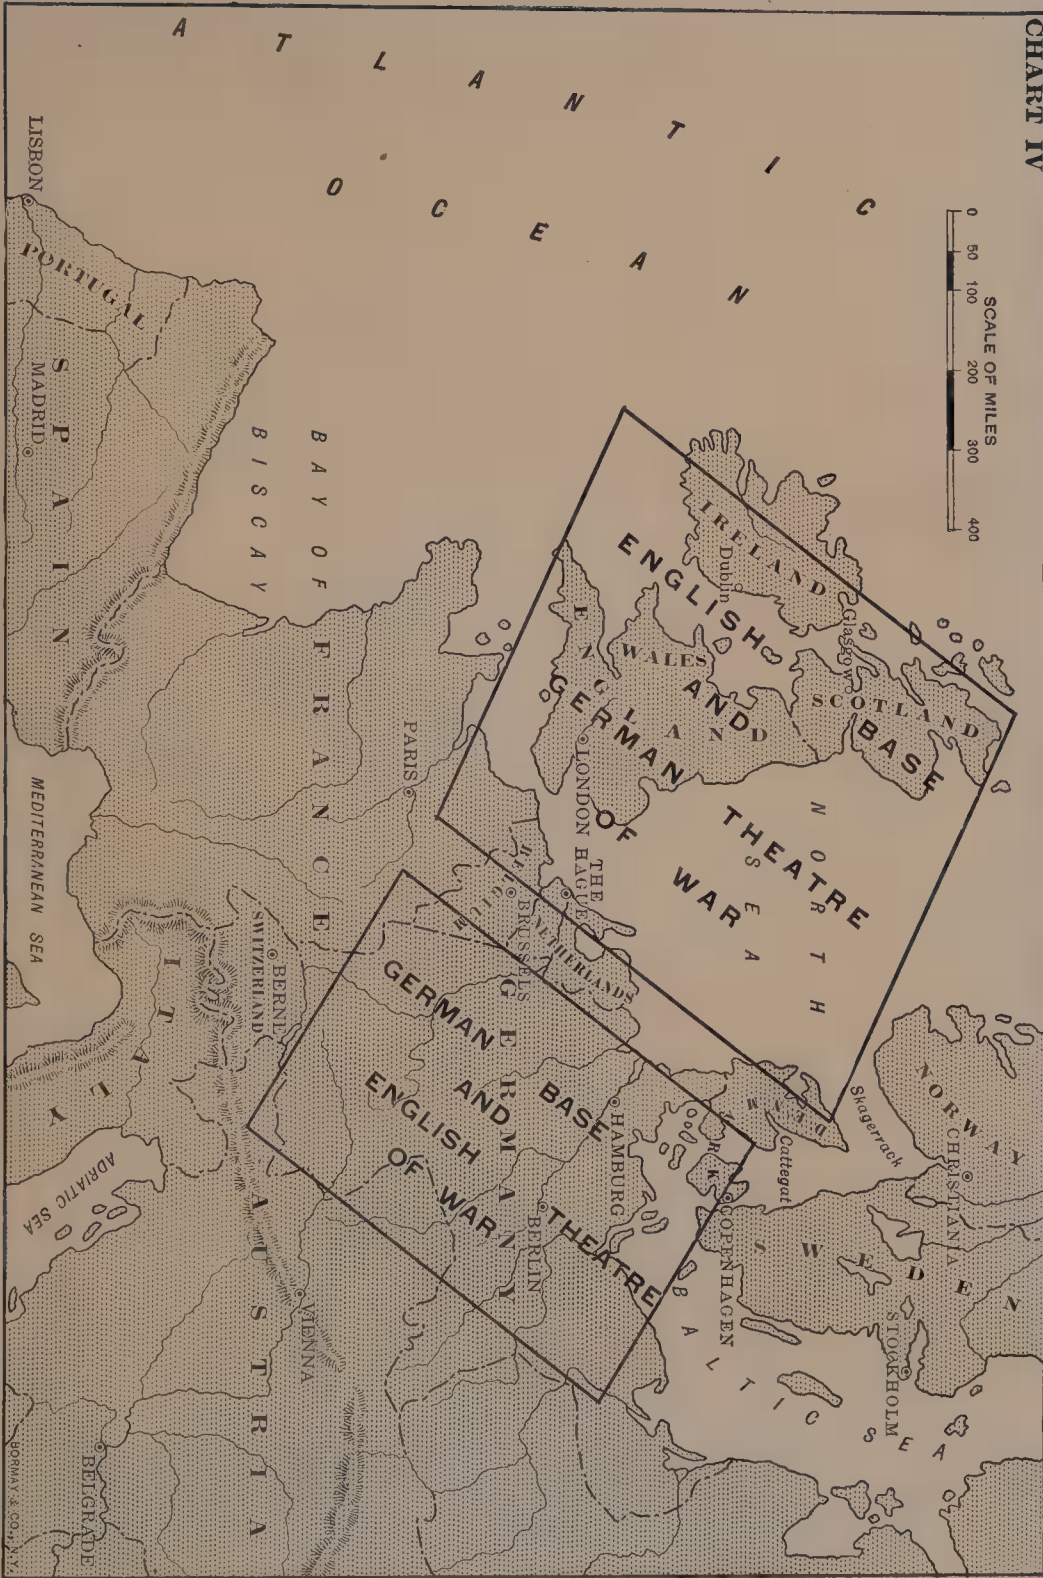 CHART IV
SCALE OF MILES
0 50 100 200 300 400
ATLANTIC
OCEAN
NORWAY
CHRISTIANIA
Skagerrack
Cattegat
SWEDEN
STOCKHOLM
BALTIC SEA
COPENHAGEN
DENMARK
SCOTLAND
Glasgow
IRELAND
Dublin
NORTH
SEA
ENGLISH
AND
GERMAN
BASE
THEATRE
OF
WAR
WALES
ENGLAND
LONDON
THE
HAGUE
NETHERLANDS
BELGIUM
BRUSSELS
HAMBURG
BERLIN
GERMANY
GERMAN
AND
ENGLISH
BASE
THEATRE
OF
WAR
BAY OF
BISCAY
PARIS
FRANCE
BERNE
SWITZERLAND
VIENNA
AUSTRIA
BELGRADE
LISBON
PORTUGAL
MADRID
SPAIN
MEDITERRANEAN SEA
ITALY
ADRIATIC SEA
BORMAY & CO., N.Y.